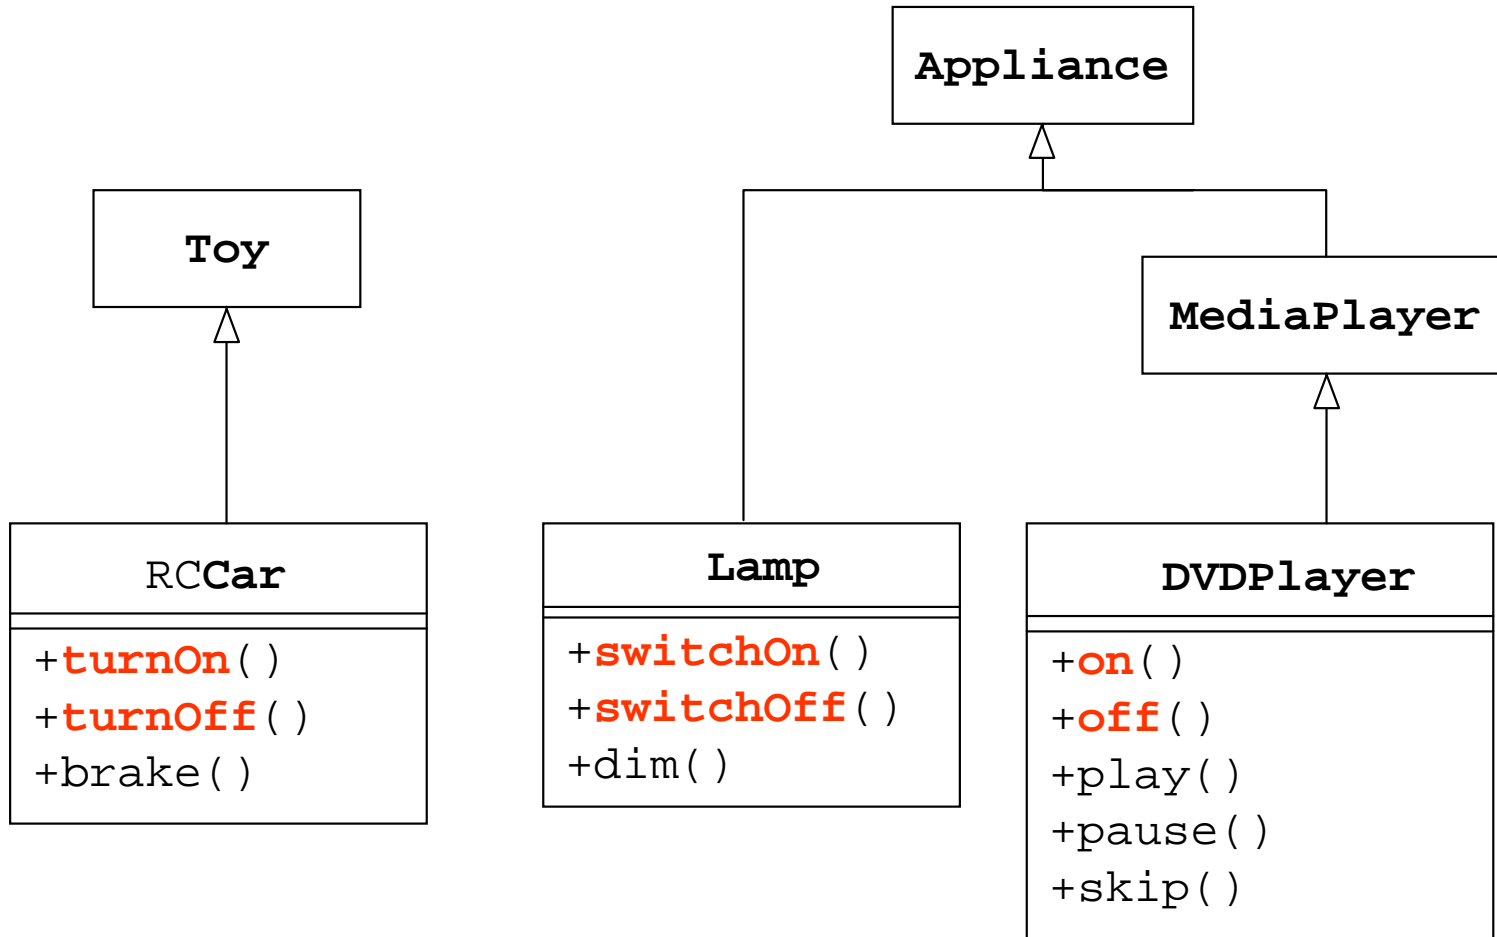 Appliance
Toy
MediaPlayer
RCCar
+turnOn()
+turnOff()
+brake()
Lamp
+switchOn()
+switchOff()
+dim()
DVDPlayer
+on()
+off()
+play()
+pause()
+skip()